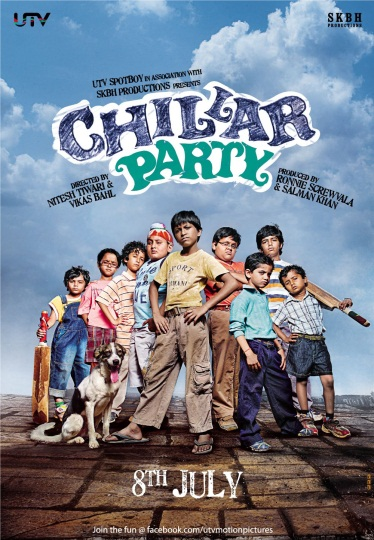 UTV
SKBH
PRODUCTIONS
UTV SPOTBOY IN ASSOCIATION WITH
SKBH PRODUCTIONS PRESENTS
CHILLAR
PARTY
DIRECTED BY
NITESH TIWARI &
VIKAS BAHL
PRODUCED BY
RONNIE SCREWVALA
& SALMAN KHAN
SPORT
8TH JULY
Join the fun @ facebook.com/utvmotionpictures